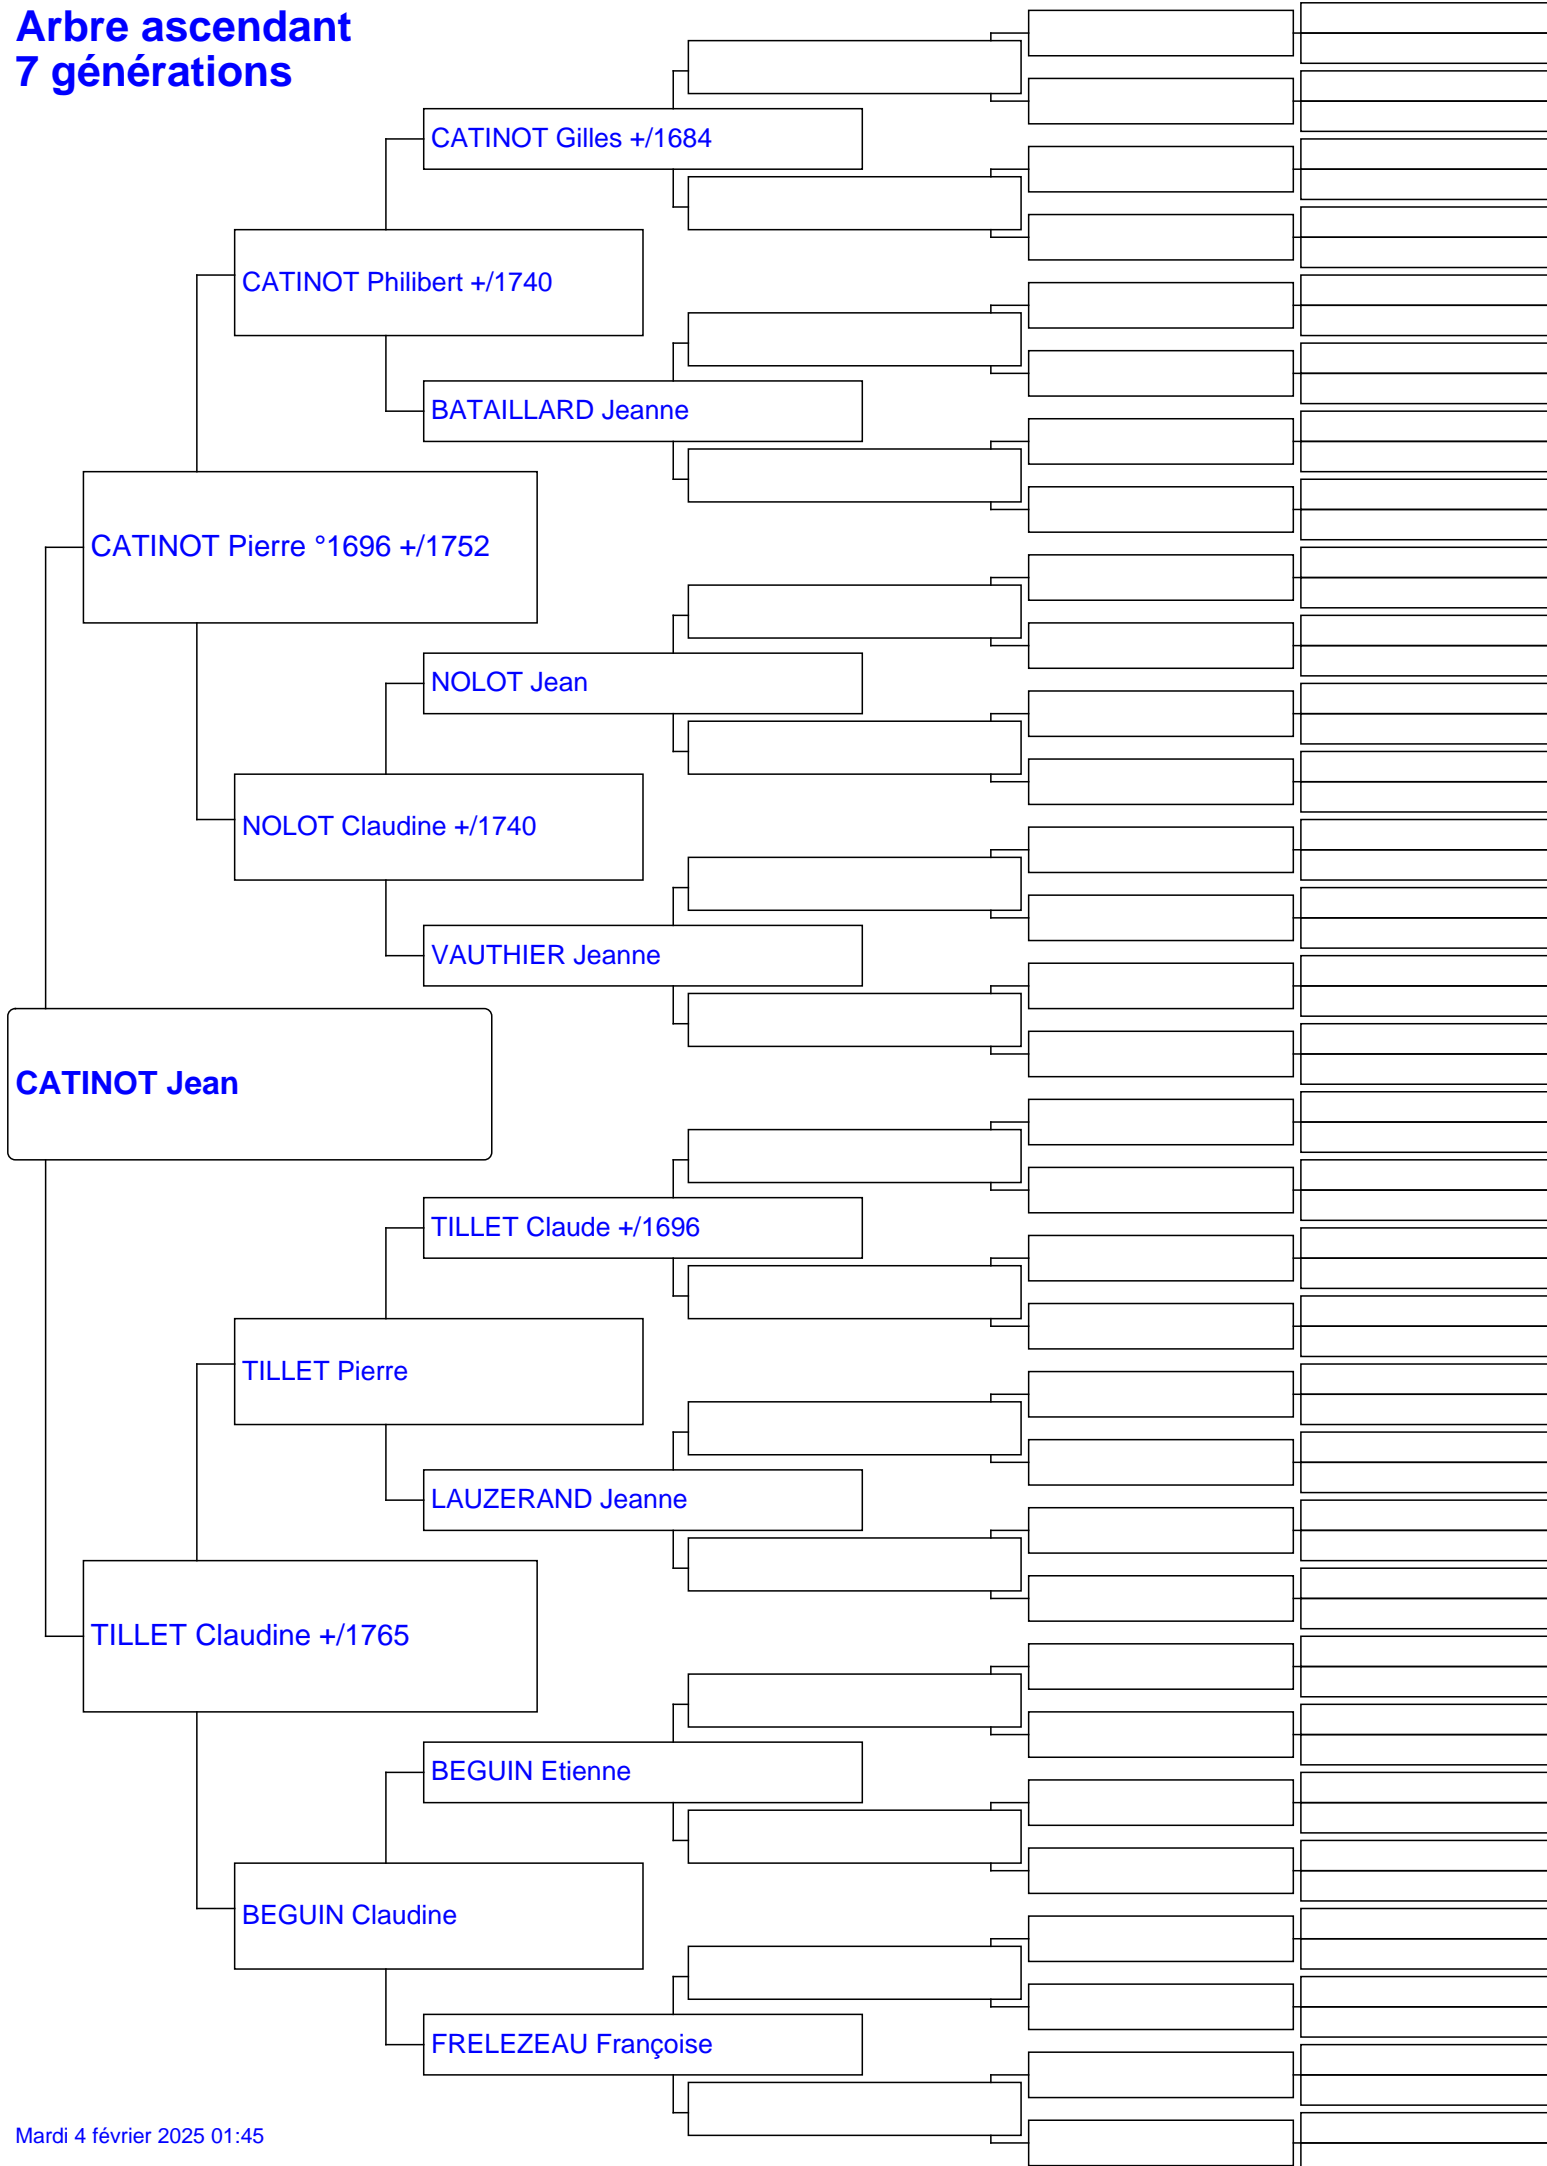 Arbre ascendant
7 générations
CATINOT Gilles +/1684
CATINOT Philibert +/1740
BATAILLARD Jeanne
CATINOT Pierre °1696 +/1752
NOLOT Jean
NOLOT Claudine +/1740
VAUTHIER Jeanne
CATINOT Jean
TILLET Claude +/1696
TILLET Pierre
LAUZERAND Jeanne
TILLET Claudine +/1765
BEGUIN Etienne
BEGUIN Claudine
FRELEZEAU Françoise
Mardi 4 février 2025 01:45